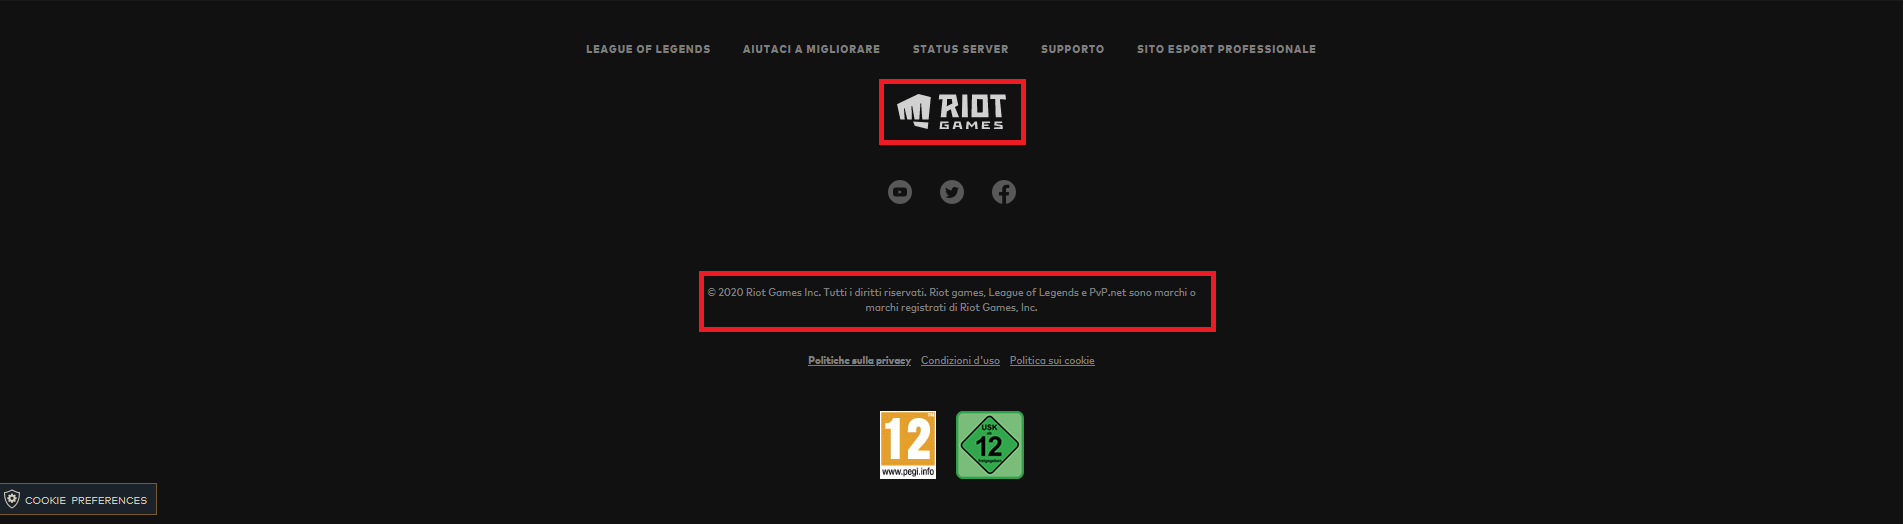 LEAGUE OF LEGENDS AIUTACI A MIGLIORARE STATUS SERVER SUPPORTO SITO ESPORT PROFESSIONALE
RIOT
GAMES
© 2020 Riot Games Inc. Tutti i diritti riservati. Riot games, League of Legends e PvP.net sono marchi o
marchi registrati di Riot Games, Inc.
Politiche sulla privacy Condizioni d'uso Politica sui cookie
12
www.pegi.info
USK
ab
12
freigegeben
COOKIE PREFERENCES